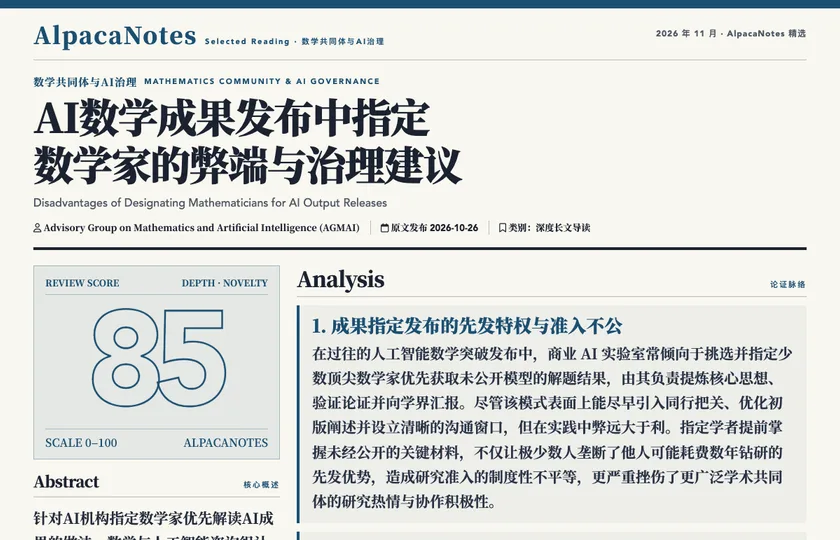 AlpacaNotes Selected Reading · 数学共同体与AI治理
2026 年 11 月 · AlpacaNotes 精选
数学共同体与AI治理 MATHEMATICS COMMUNITY & AI GOVERNANCE
AI数学成果发布中指定
数学家的弊端与治理建议
Disadvantages of Designating Mathematicians for AI Output Releases
Advisory Group on Mathematics and Artificial Intelligence (AGMAI) 原文发布 2026-10-26 类别：深度长文导读
REVIEW SCORE DEPTH · NOVELTY
85
SCALE 0–100 ALPACANOTES
Abstract 核心概述
针对AI机构指定数学家优先解读AI成
Analysis 论证脉络
1. 成果指定发布的先发特权与准入不公
在过往的人工智能数学突破发布中，商业 AI 实验室常倾向于挑选并指定少
数顶尖数学家优先获取未公开模型的解题结果，由其负责提炼核心思想、
验证论证并向学界汇报。尽管该模式表面上能尽早引入同行把关、优化初
版阐述并设立清晰的沟通窗口，但在实践中弊远大于利。指定学者提前掌
握未经公开的关键材料，不仅让极少数人垄断了他人可能耗费数年钻研的
先发优势，造成研究准入的制度性不平等，更严重挫伤了更广泛学术共同
体的研究热情与协作积极性。